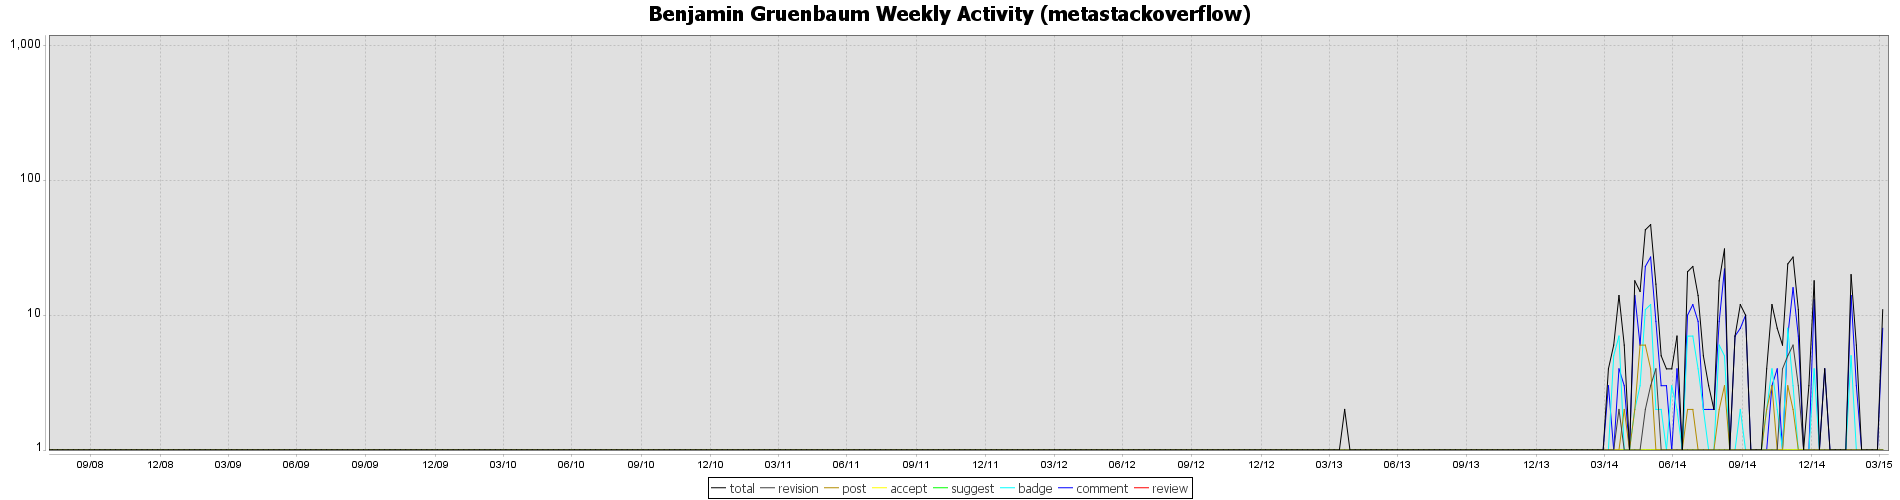 Benjamin Gruenbaum Weekly Activity (metastackoverflow)
1,000
100
10
1
09/08 12/08 03/09 06/09 09/09 12/09 03/10 06/10 09/10 12/10 03/11 06/11 09/11 12/11 03/12 06/12 09/12 12/12 03/13 06/13 09/13 12/13 03/14 06/14 09/14 12/14 03/15
total revision post accept suggest badge comment review